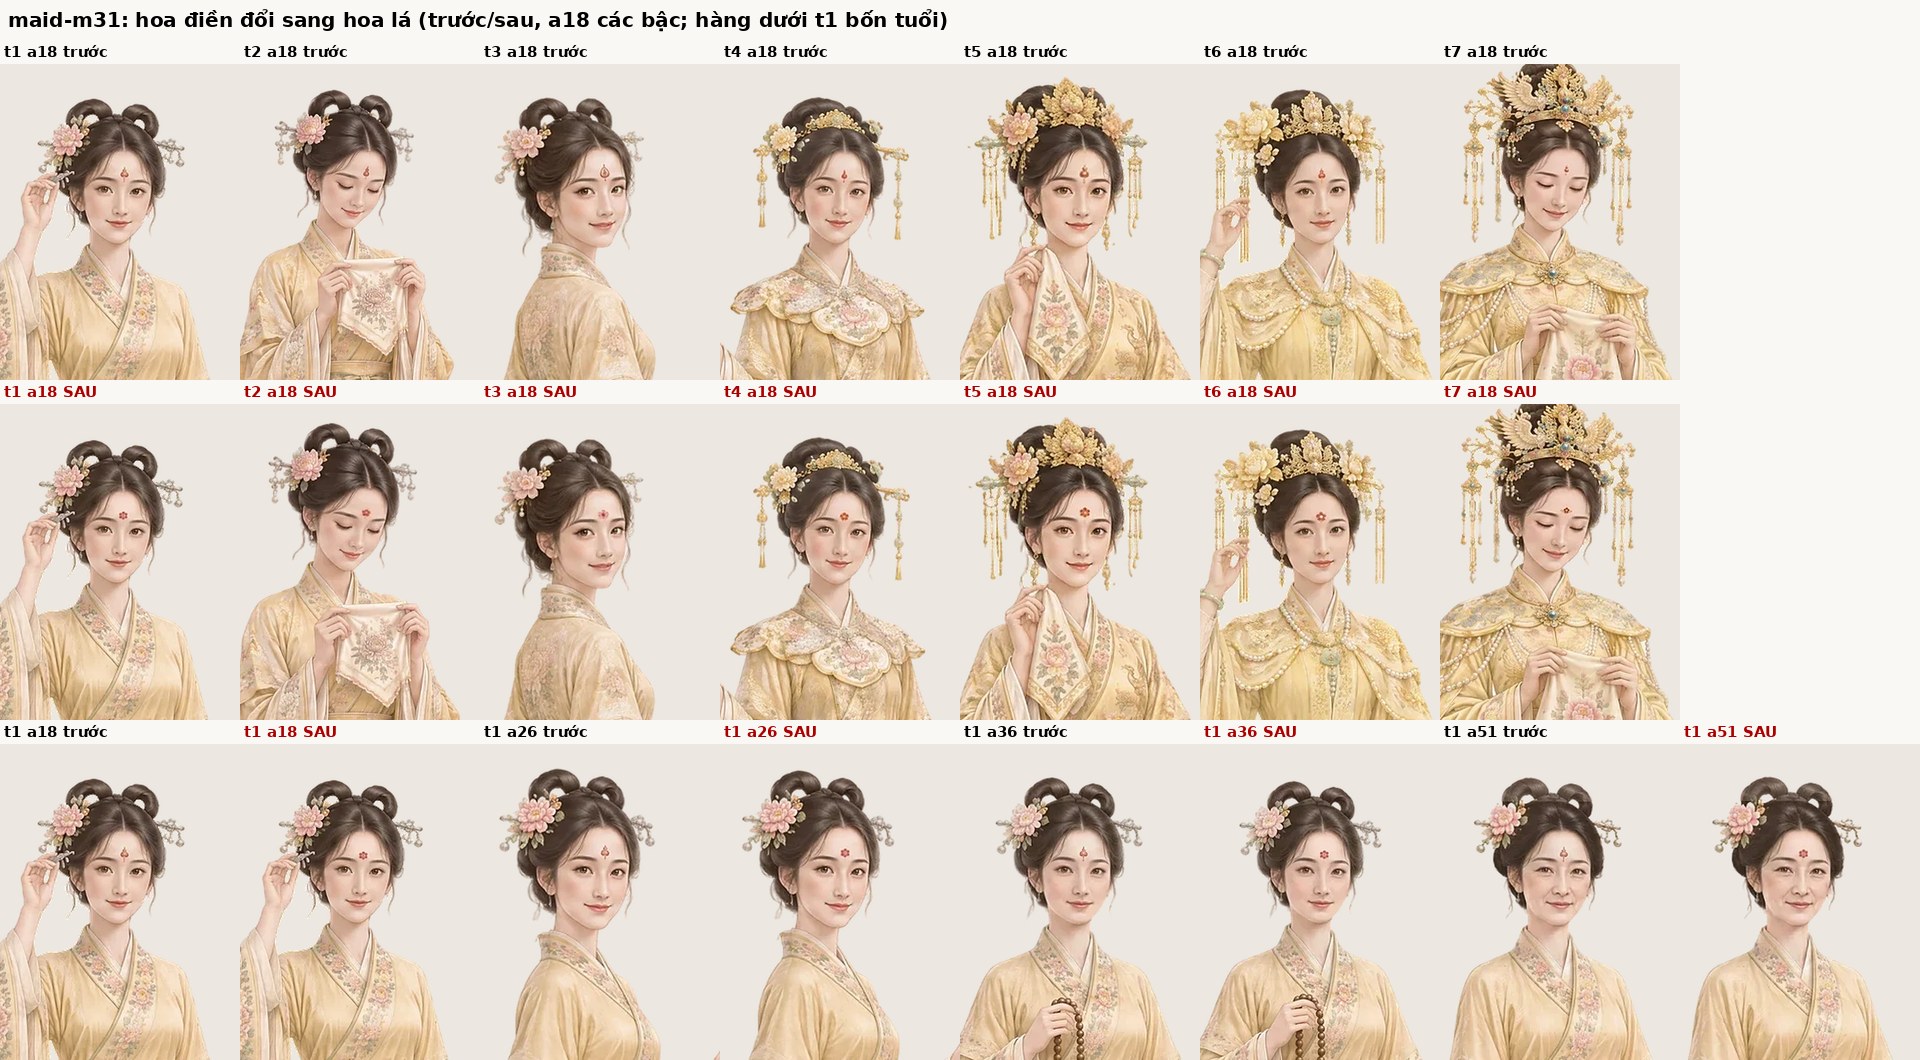 maid-m31: hoa điền đổi sang hoa lá (trước/sau, a18 các bậc; hàng dưới t1 bốn tuổi)
t1 a18 trước t2 a18 trước t3 a18 trước t4 a18 trước t5 a18 trước t6 a18 trước t7 a18 trước
t1 a18 SAU t2 a18 SAU t3 a18 SAU t4 a18 SAU t5 a18 SAU t6 a18 SAU t7 a18 SAU
t1 a18 trước t1 a18 SAU t1 a26 trước t1 a26 SAU t1 a36 trước t1 a36 SAU t1 a51 trước t1 a51 SAU